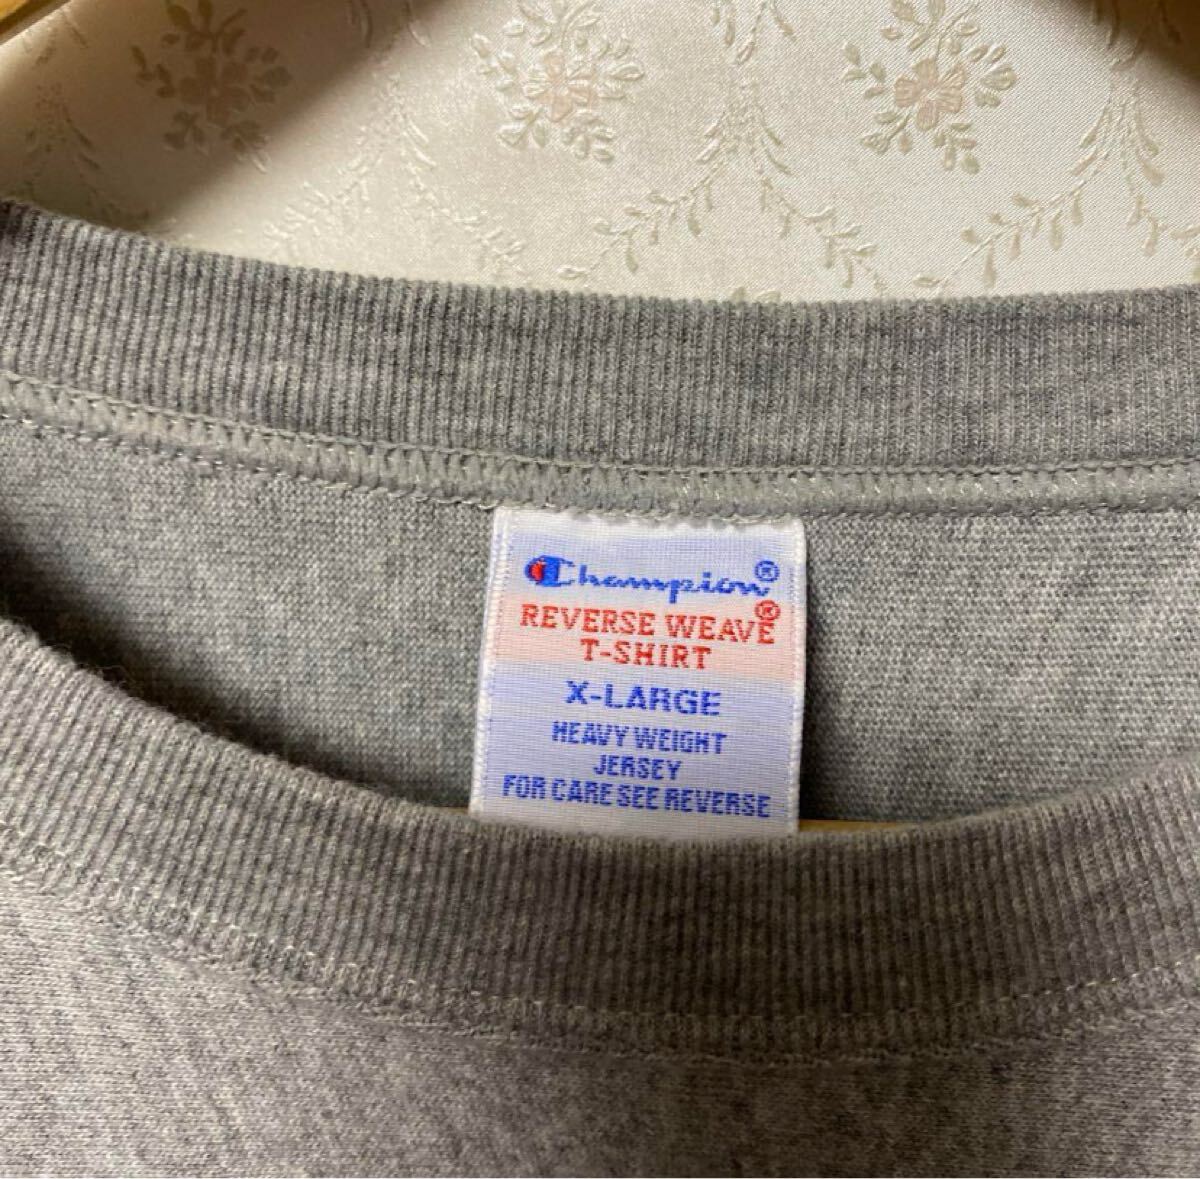 Champion®
REVERSE WEAVE®
T-SHIRT
X-LARGE
HEAVY WEIGHT
JERSEY
FOR CARE SEE REVERSE